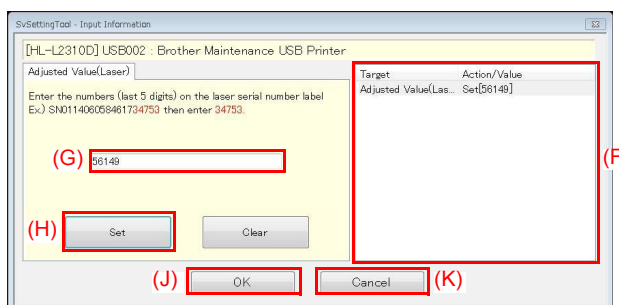 SvSettingTool - Input Information
[HL-L2310D] USB002 : Brother Maintenance USB Printer
Adjusted Value(Laser)
Enter the numbers (last 5 digits) on the laser serial number label
Ex.) SN011406058461734753 then enter 34753.
(G) 56149
(H) Set Clear
Target Action/Value
Adjusted Value(Las... Set[56149]
(F
(J) OK Cancel (K)